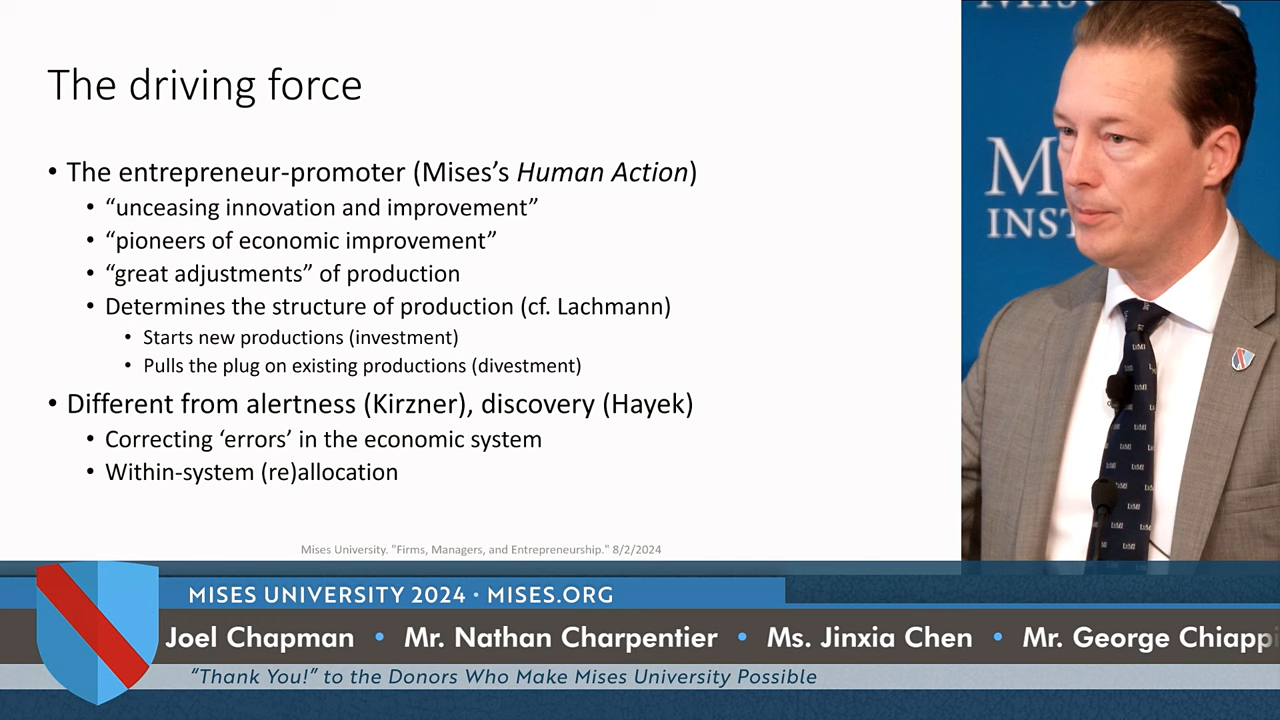 The driving force
• The entrepreneur-promoter (Mises’s Human Action)
• “unceasing innovation and improvement”
• “pioneers of economic improvement”
• “great adjustments” of production
• Determines the structure of production (cf. Lachmann)
• Starts new productions (investment)
• Pulls the plug on existing productions (divestment)
• Different from alertness (Kirzner), discovery (Hayek)
• Correcting ‘errors’ in the economic system
• Within-system (re)allocation
Mises University. "Firms, Managers, and Entrepreneurship." 8/2/2024
MISES UNIVERSITY 2024 • MISES.ORG
Joel Chapman • Mr. Nathan Charpentier • Ms. Jinxia Chen • Mr. George Chiapp
“Thank You!” to the Donors Who Make Mises University Possible
M
INST